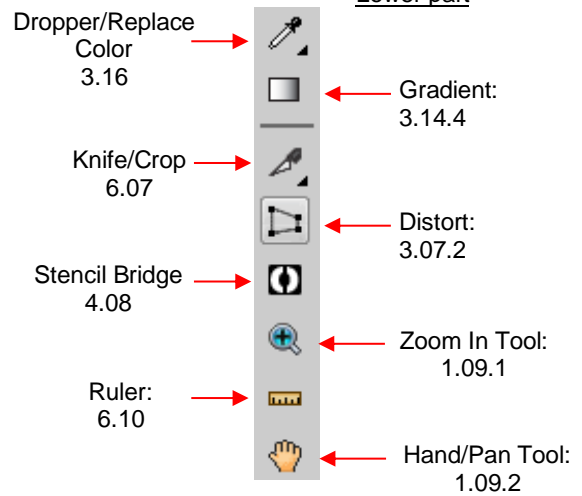 Lower part
Dropper/Replace
Color
3.16
Gradient:
3.14.4
Knife/Crop
6.07
Distort:
3.07.2
Stencil Bridge
4.08
Zoom In Tool:
1.09.1
Ruler:
6.10
Hand/Pan Tool:
1.09.2